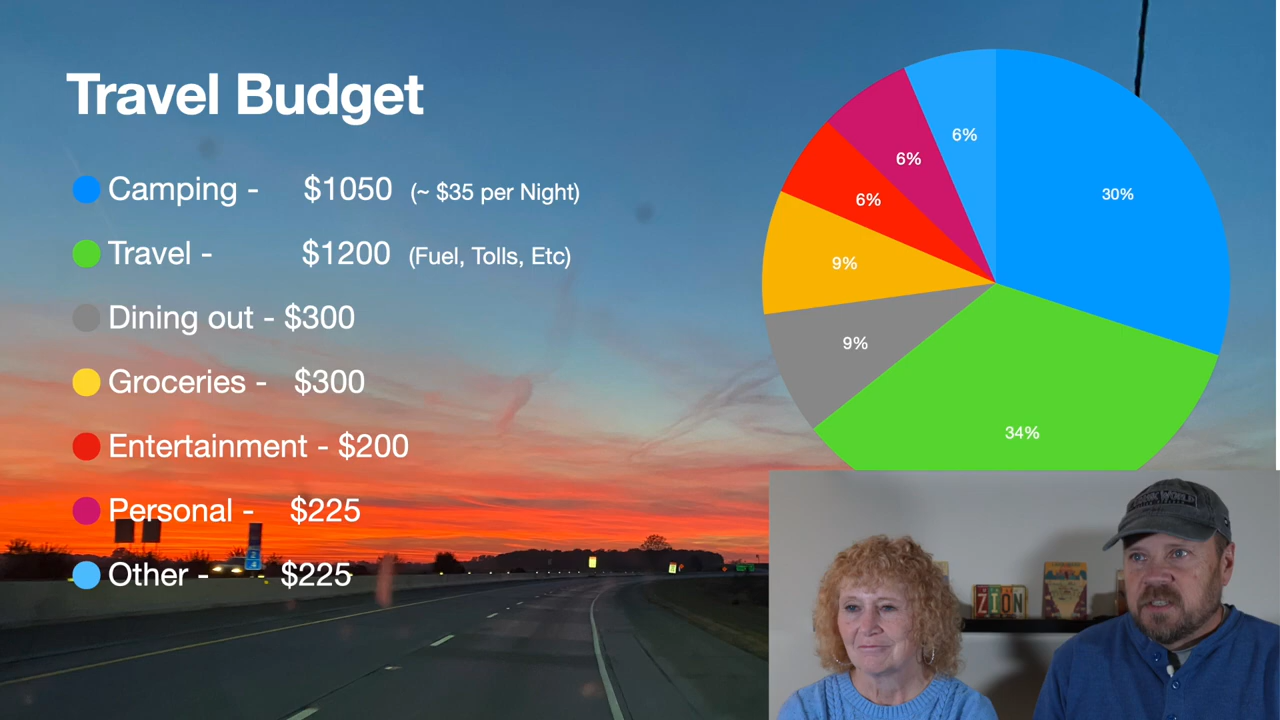 Travel Budget
Camping - $1050 (~ $35 per Night)
Travel - $1200 (Fuel, Tolls, Etc)
Dining out - $300
Groceries - $300
Entertainment - $200
Personal - $225
Other - $225
6%
6%
30%
6%
9%
9%
34%
ZION